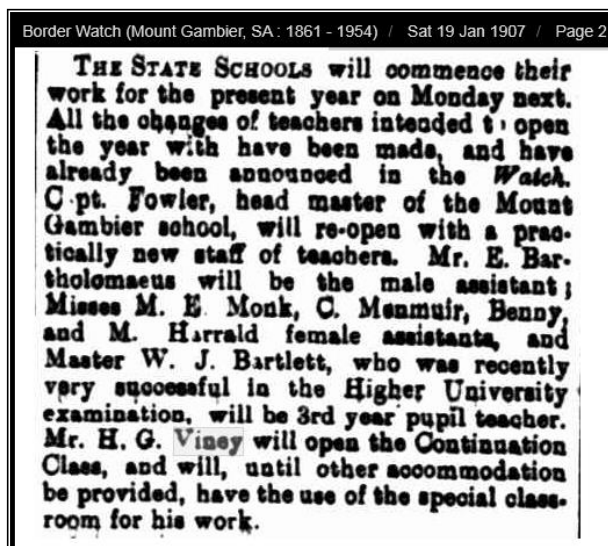 Border Watch (Mount Gambier, SA : 1861 - 1954) / Sat 19 Jan 1907 / Page 2
THE STATE SCHOOLS will commence their
work for the present year on Monday next.
All the changes of teachers intended to open
the year with have been made, and have
already been announced in the Watch.
Capt. Fowler, head master of the Mount
Gambier school, will re-open with a prac-
tically new staff of teachers. Mr. E. Bar-
tholomaeus will be the male assistant;
Misses M. E. Monk, C. Menmuir, Benny,
and M. Harrald female assistants, and
Master W. J. Bartlett, who was recently
very successful in the Higher University
examination, will be 3rd year pupil teacher.
Mr. H. G. Viney will open the Continuation
Class, and will, until other accommodation
be provided, have the use of the special class-
room for his work.